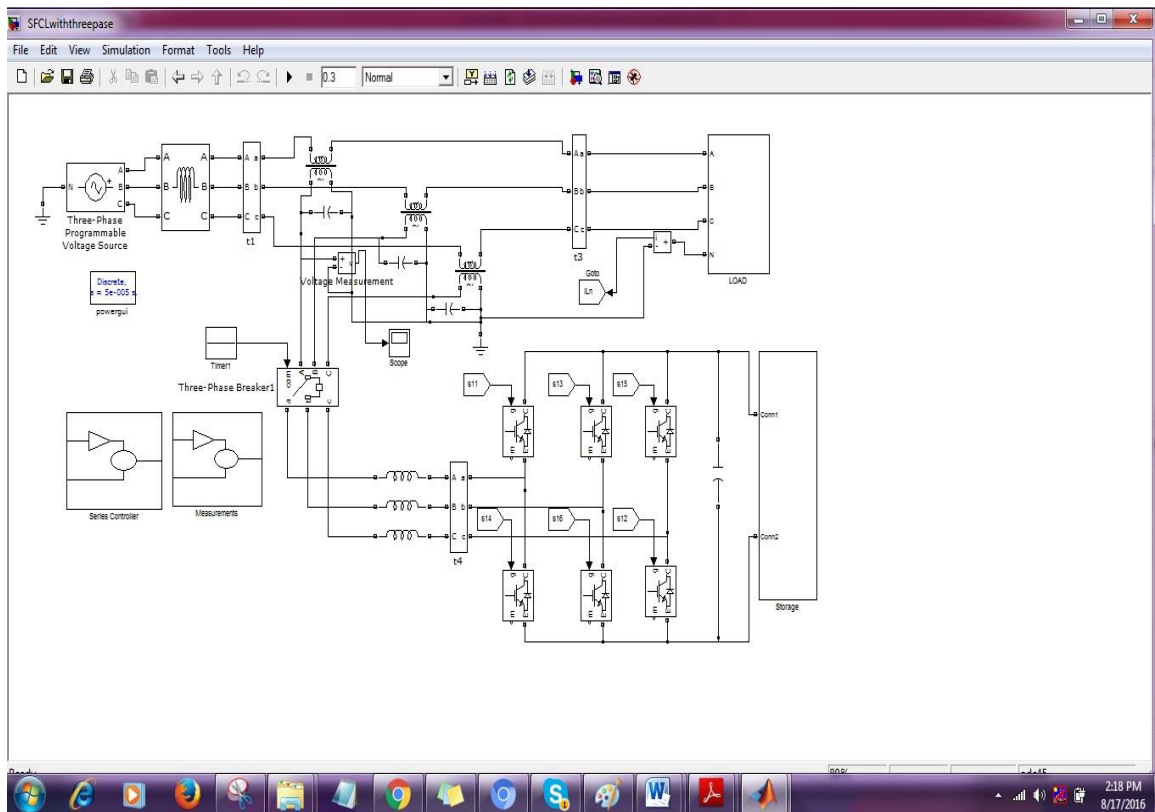 SFCLwiththreepase
File Edit View Simulation Format Tools Help
0.3 Normal
N
A
B
C
Three-Phase
Programmable
Voltage Source
A A
B B
C C
A a
B b
C c
t1
A a
B b
C c
t3
A
B
C
N
LOAD
Goto
iLn
Voltage Measurement
Discrete,
s = 5e-005 s.
powergui
Scope
Timer1
Three-Phase Breaker1
A B C
a b c
Series Controller
Measurements
A a
B b
C c
t4
s11
s13
s15
g C
m E
g C
m E
g C
m E
s14
s16
s12
g C
m E
g C
m E
g C
m E
Conn1
Conn2
Storage
2:18 PM
8/17/2016